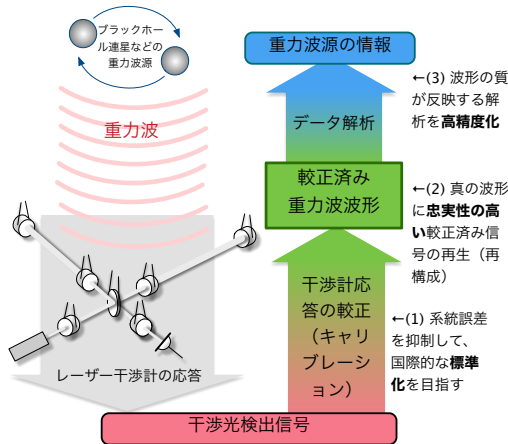 ブラックホー
ル連星などの
重力波源
重力波
レーザー干渉計の応答
干渉光検出信号
干渉計応
答の較正
（キャリ
ブレーシ
ョン）
較正済み
重力波波形
データ解析
重力波源の情報
←(3) 波形の質
が反映する解
析を高精度化
←(2) 真の波形
に忠実性の高
い較正済み信
号の再生（再
構成）
←(1) 系統誤差
を抑制して、
国際的な標準
化を目指す